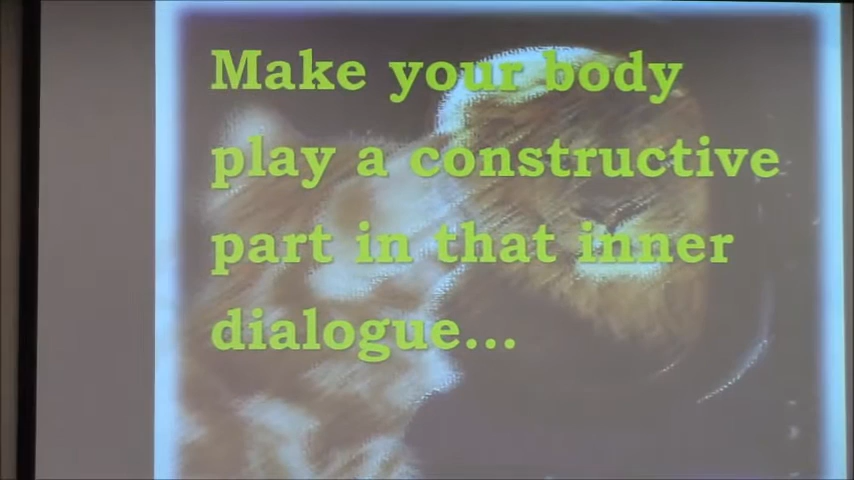 Make your body
play a constructive
part in that inner
dialogue...